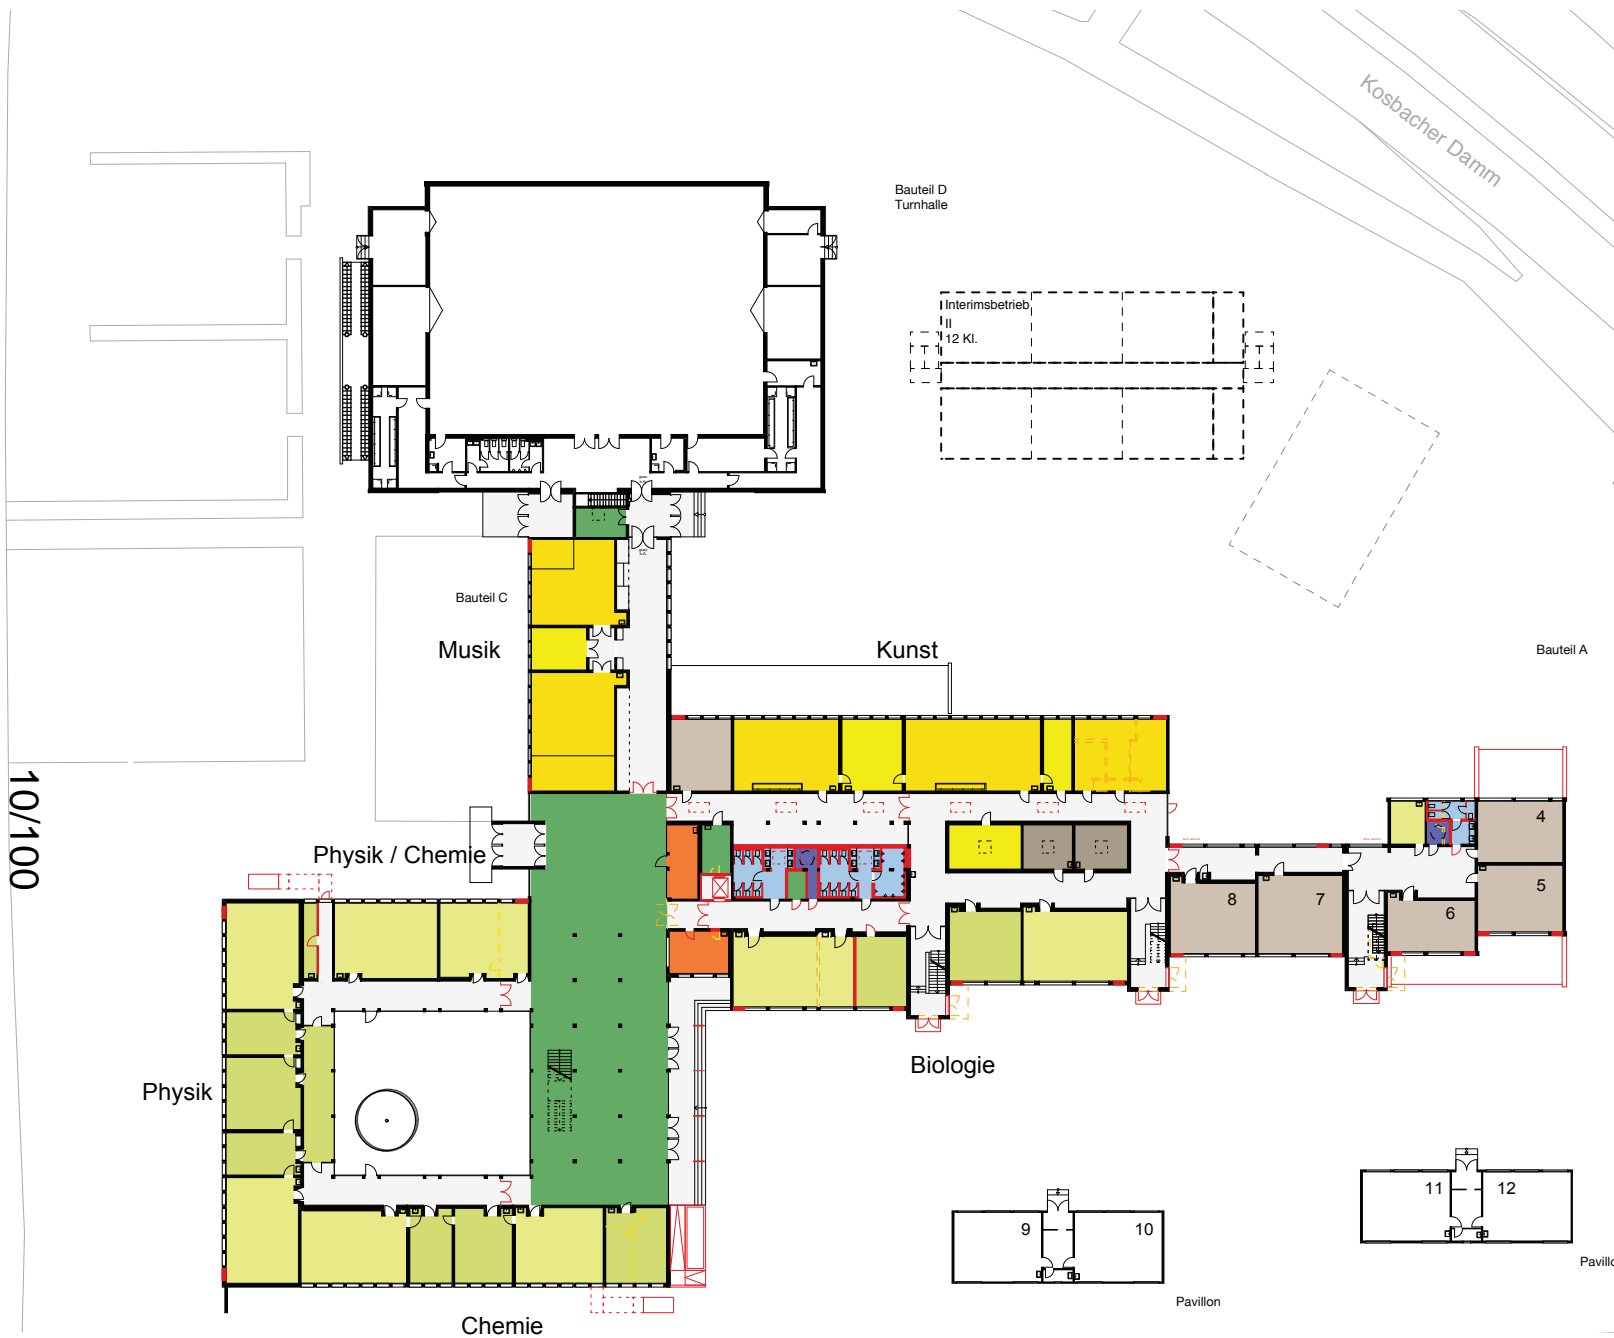 Kosbacher Damm
Bauteil D
Turnhalle
Interimsbetrieb
II
12 Kl.
Bauteil C
Musik
Kunst
Bauteil A
10/100
Physik / Chemie
4
5
6
7
8
Physik
Biologie
9
10
11
12
Pavillon
Pavillo
Chemie